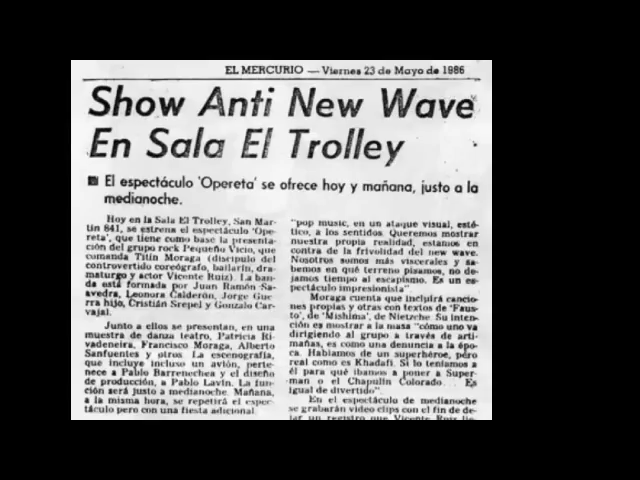 EL MERCURIO — Viernes 23 de Mayo de 1986
Show Anti New Wave
En Sala El Trolley
El espectáculo 'Opereta' se ofrece hoy y mañana, justo a la
medianoche.
Hoy en la Sala El Trolley, San Mar-
tín 841, se estrena el espectáculo 'Ope-
reta', que tiene como base la presenta-
ción del grupo rock Pequeño Vicio, que
comanda Titín Moraga (discípulo del
controvertido coreógrafo, bailarín, dra-
maturgo y actor Vicente Ruiz). La ban-
da está formada por Juan Ramón Sa-
avedra, Leonora Calderón, Jorge Gue-
rra hijo, Cristián Srepel y Gonzalo Car-
vajal.
Junto a ellos se presentan, en una
muestra de danza teatro, Patricia Ri-
vadeneira, Francisco Moraga, Alberto
Sanfuentes y otros. La escenografía,
que incluye incluso un avión, perte-
nece a Pablo Barrenechea y el diseño
de producción, a Pablo Lavín. La fun-
ción será justo a medianoche. Mañana,
a la misma hora, se repetirá el espec-
táculo pero con una fiesta adicional.
"pop music, en un ataque visual, esté-
tico, a los sentidos. Queremos mostrar
nuestra propia realidad, estamos en
contra de la frivolidad del new wave.
Nosotros somos más viscerales y sa-
bemos en qué terreno pisamos, no de-
jamos tiempo al escapismo. Es un es-
pectáculo impresionista"
Moraga cuenta que incluirá cancio-
nes propias y otras con textos de 'Faus-
to', de 'Mishima', de Nietzche. Su inten-
ción es mostrar a la masa "cómo uno va
dirigiendo al grupo a través de arti-
mañas, es como una denuncia a la épo-
ca. Hablamos de un superhéroe, pero
real como es Khadafi. Si lo teníamos a
él para qué íbamos a poner a Super-
man o el Chapulín Colorado... Es
igual de divertido".
En el espectáculo de medianoche
se grabarán video clips con el fin de de-
jar un registro que Vicente Ruiz